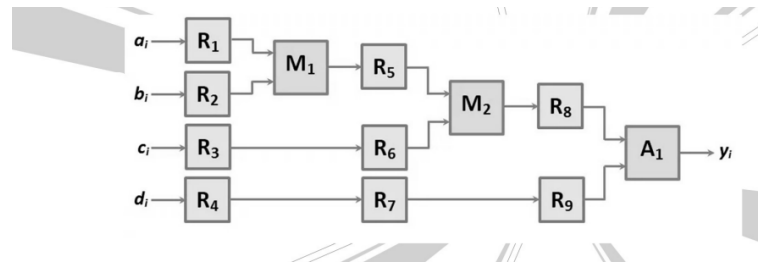 aᵢ R₁ M₁ R₅
bᵢ R₂ M₂ R₈
cᵢ R₃ R₆ A₁ yᵢ
dᵢ R₄ R₇ R₉